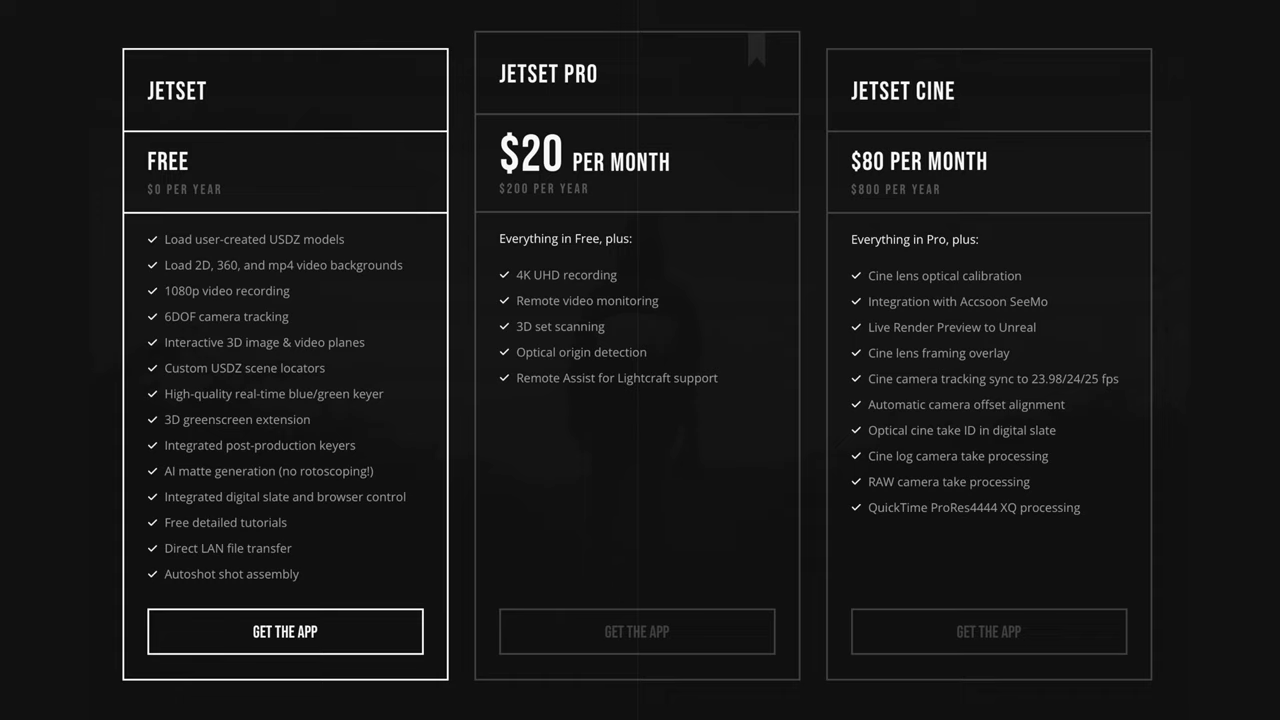 JETSET
FREE
$0 PER YEAR
Load user-created USDZ models
Load 2D, 360, and mp4 video backgrounds
1080p video recording
6DOF camera tracking
Interactive 3D image & video planes
Custom USDZ scene locators
High-quality real-time blue/green keyer
3D greenscreen extension
Integrated post-production keyers
AI matte generation (no rotoscoping!)
Integrated digital slate and browser control
Free detailed tutorials
Direct LAN file transfer
Autoshot shot assembly
GET THE APP
JETSET PRO
$20 PER MONTH
$200 PER YEAR
Everything in Free, plus:
4K UHD recording
Remote video monitoring
3D set scanning
Optical origin detection
Remote Assist for Lightcraft support
GET THE APP
JETSET CINE
$80 PER MONTH
$800 PER YEAR
Everything in Pro, plus:
Cine lens optical calibration
Integration with Accsoon SeeMo
Live Render Preview to Unreal
Cine lens framing overlay
Cine camera tracking sync to 23.98/24/25 fps
Automatic camera offset alignment
Optical cine take ID in digital slate
Cine log camera take processing
RAW camera take processing
QuickTime ProRes4444 XQ processing
GET THE APP